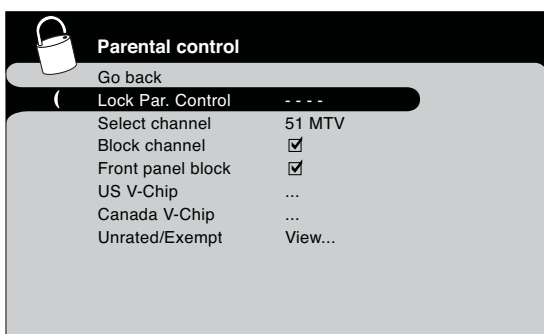 Parental control
Go back
Lock Par. Control - - - -
Select channel 51 MTV
Block channel ☑
Front panel block ☑
US V-Chip ...
Canada V-Chip ...
Unrated/Exempt View...